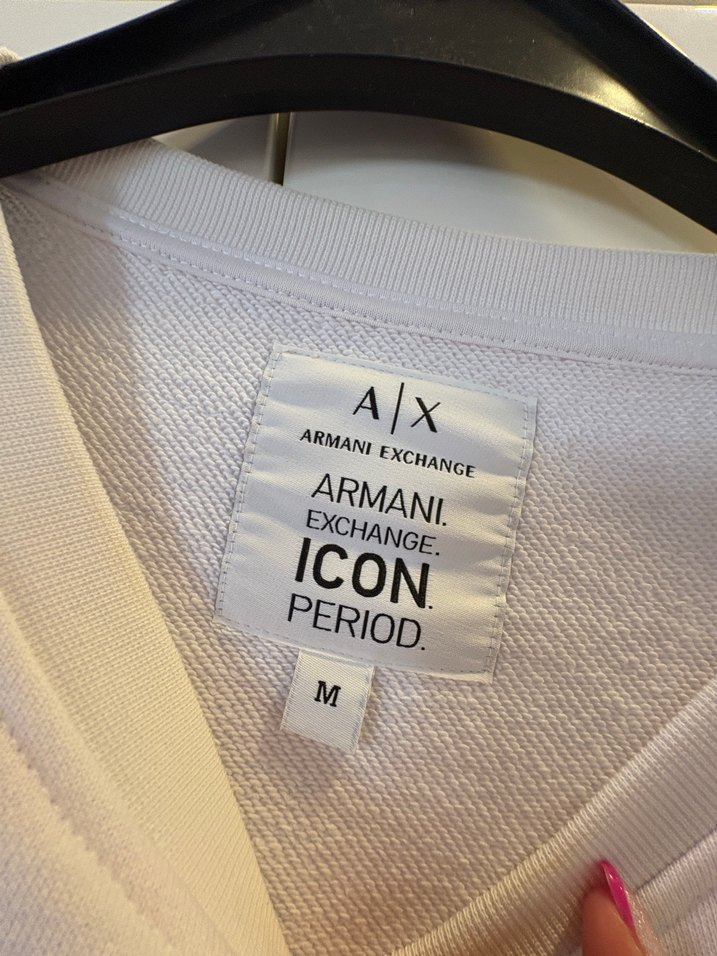 A|X
ARMANI EXCHANGE
ARMANI.
EXCHANGE.
ICON.
PERIOD.
M